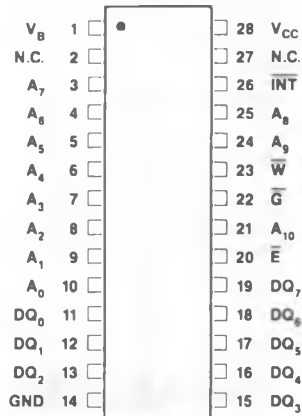 V_B 1 28 V_CC
N.C. 2 27 N.C.
A_7 3 26 I̅N̅T̅
A_6 4 25 A_8
A_5 5 24 A_9
A_4 6 23 W̅
A_3 7 22 G̅
A_2 8 21 A_10
A_1 9 20 E̅
A_0 10 19 DQ_7
DQ_0 11 18 DQ_6
DQ_1 12 17 DQ_5
DQ_2 13 16 DQ_4
GND 14 15 DQ_3